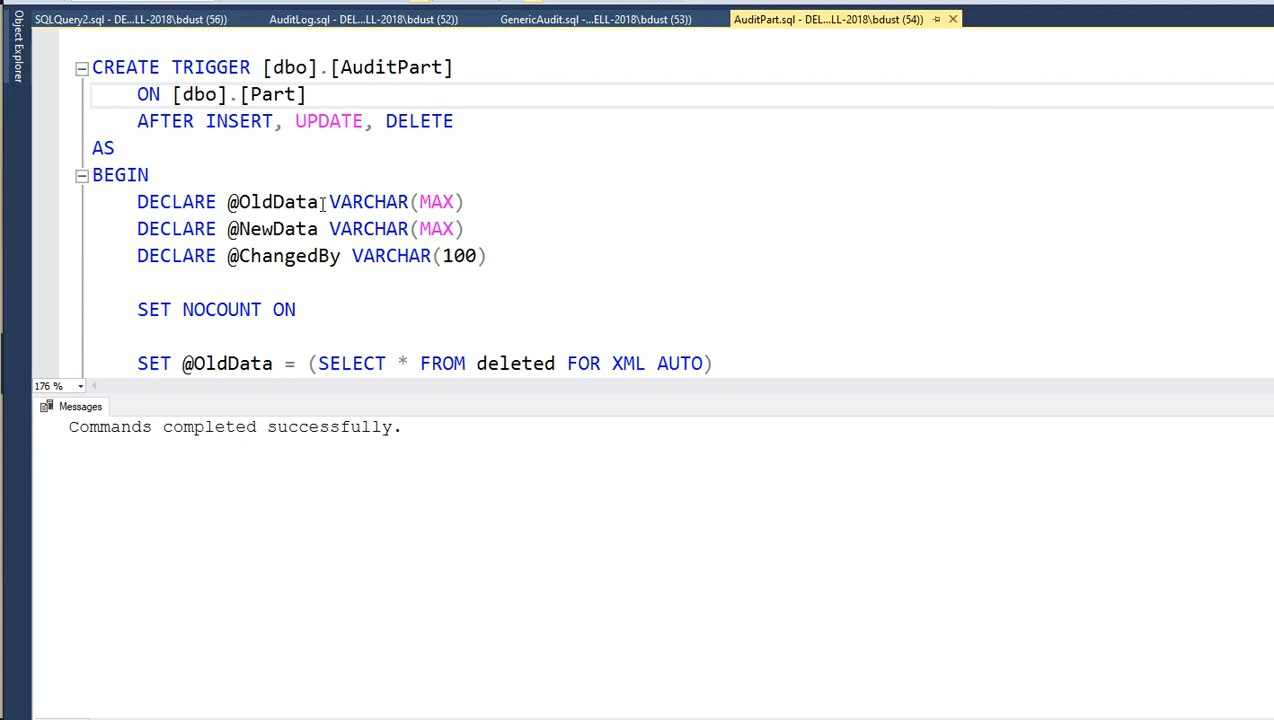 SQLQuery2.sql - DE...LL-2018\bdust (56))
AuditLog.sql - DEL...LL-2018\bdust (52))
GenericAudit.sql -...ELL-2018\bdust (53))
AuditPart.sql - DEL...LL-2018\bdust (54))
Object Explorer
CREATE TRIGGER [dbo].[AuditPart]
ON [dbo].[Part]
AFTER INSERT, UPDATE, DELETE
AS
BEGIN
DECLARE @OldData VARCHAR(MAX)
DECLARE @NewData VARCHAR(MAX)
DECLARE @ChangedBy VARCHAR(100)
SET NOCOUNT ON
SET @OldData = (SELECT * FROM deleted FOR XML AUTO)
176 %
Messages
Commands completed successfully.